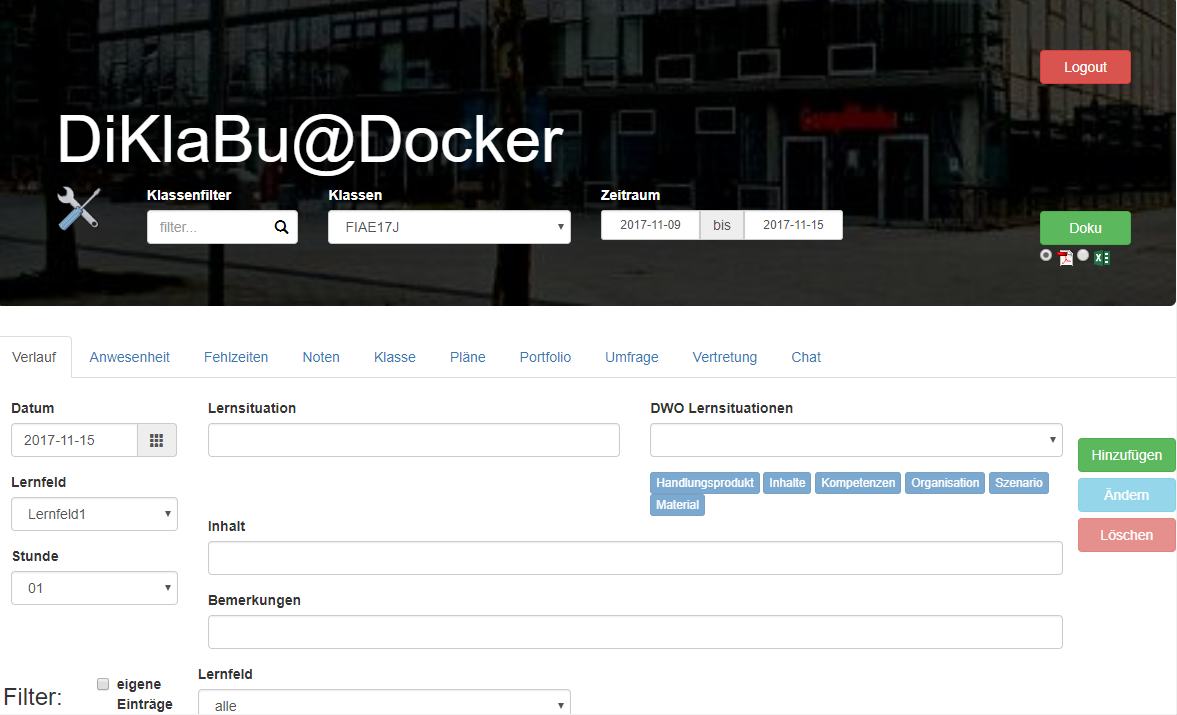 Logout
DiKlaBu@Docker
Klassenfilter
Klassen
Zeitraum
filter...
FIAE17J
2017-11-09 bis 2017-11-15
Doku
Verlauf Anwesenheit Fehlzeiten Noten Klasse Pläne Portfolio Umfrage Vertretung Chat
Datum
Lernsituation
DWO Lernsituationen
2017-11-15
Hinzufügen
Lernfeld
Handlungsprodukt Inhalte Kompetenzen Organisation Szenario
Material
Ändern
Lernfeld1
Inhalt
Löschen
Stunde
01
Bemerkungen
Filter:
eigene
Einträge
Lernfeld
alle